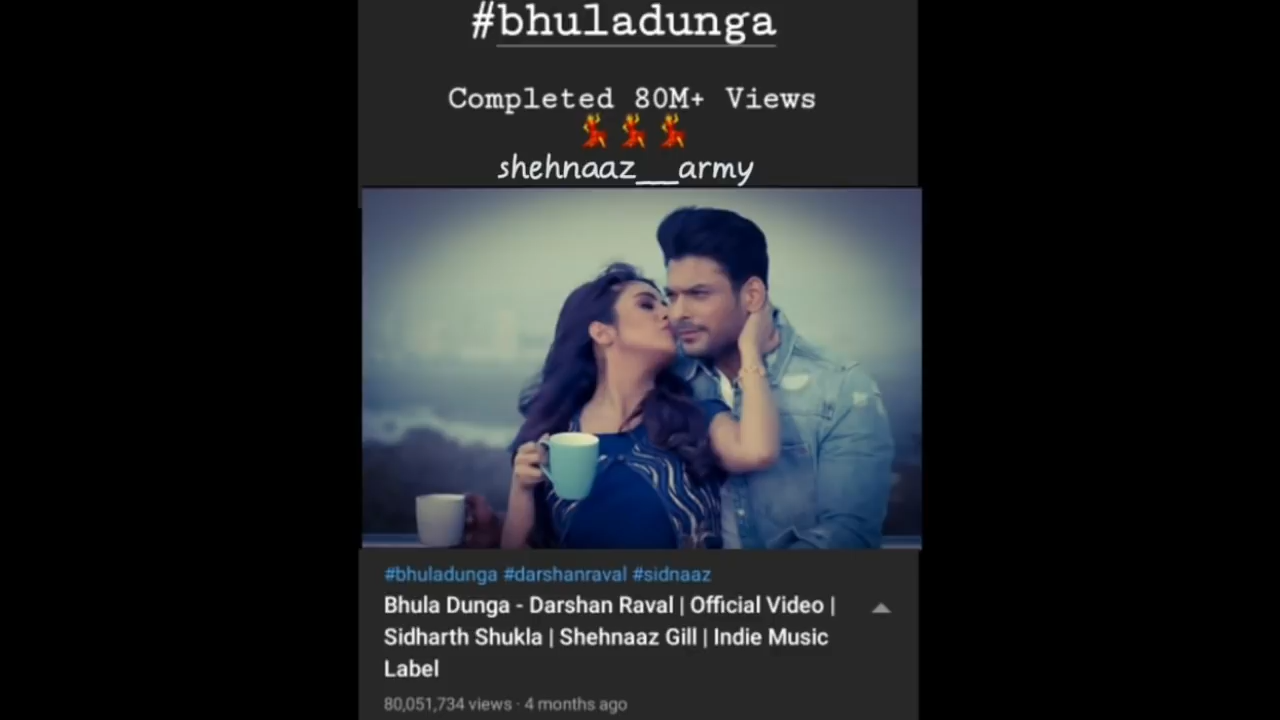 #bhuladunga
Completed 80M+ Views
💃💃💃
shehnaaz__army
#bhuladunga #darshanraval #sidnaaz
Bhula Dunga - Darshan Raval | Official Video |
Sidharth Shukla | Shehnaaz Gill | Indie Music
Label
80,051,734 views · 4 months ago